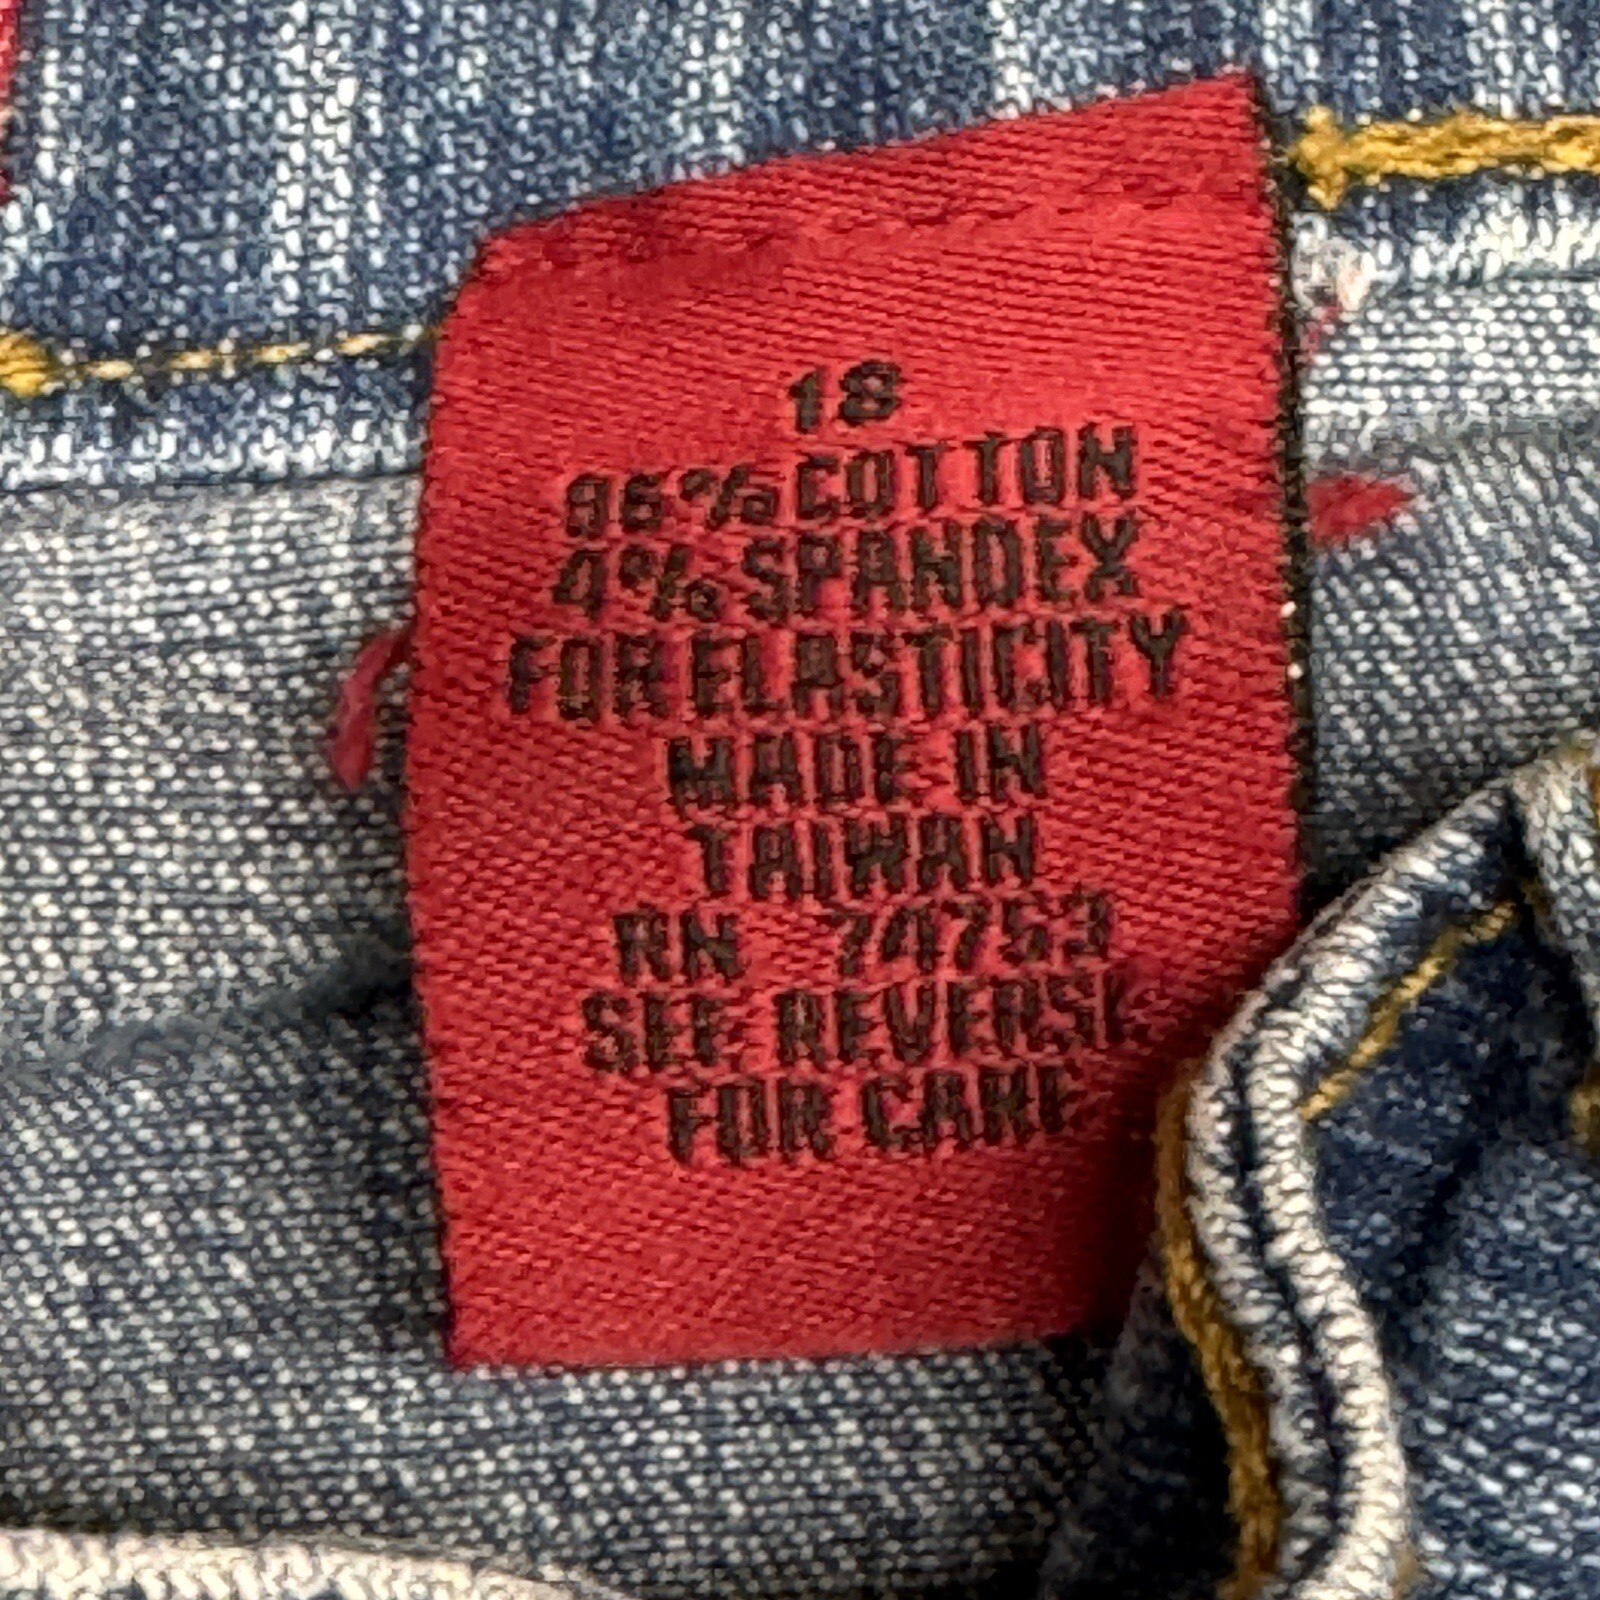 18
96% COTTON
4% SPANDEX
FOR ELASTICITY
MADE IN
TAIWAN
RN 74753
SEE REVERSE
FOR CARE